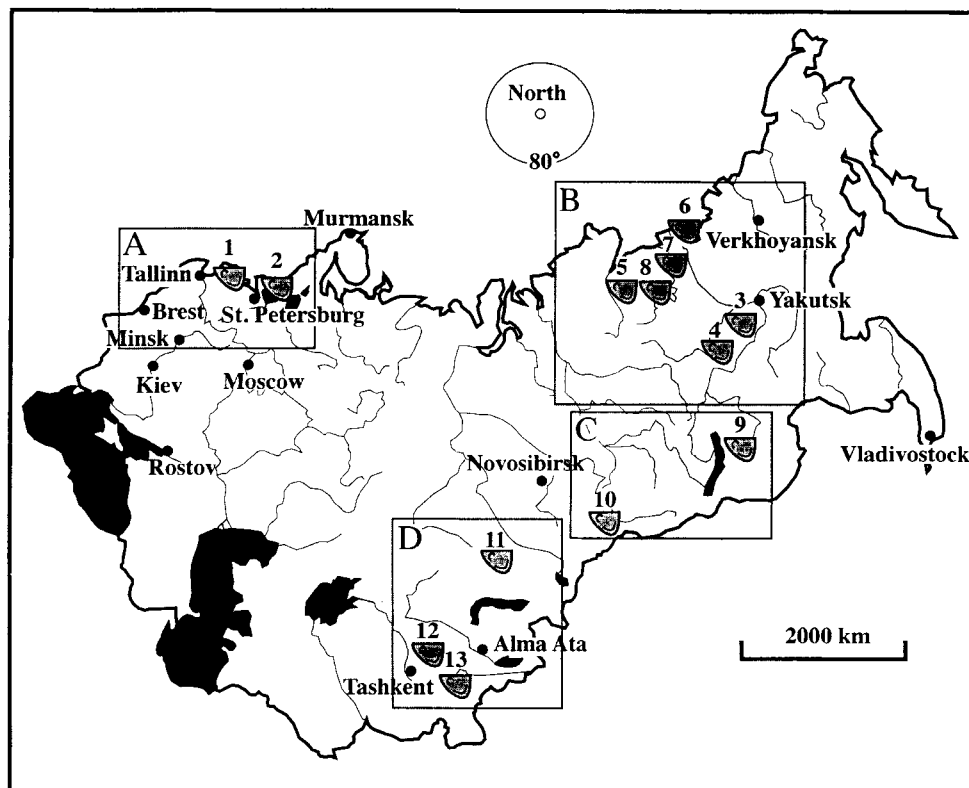 North
80°
B
6
Murmansk
A
1
2
7
Verkhoyansk
Tallinn
5
8
3
Yakutsk
Brest
St. Petersburg
4
Minsk
Kiev
Moscow
C
9
Vladivostock
Rostov
Novosibirsk
10
D
11
2000 km
12
Alma Ata
13
Tashkent